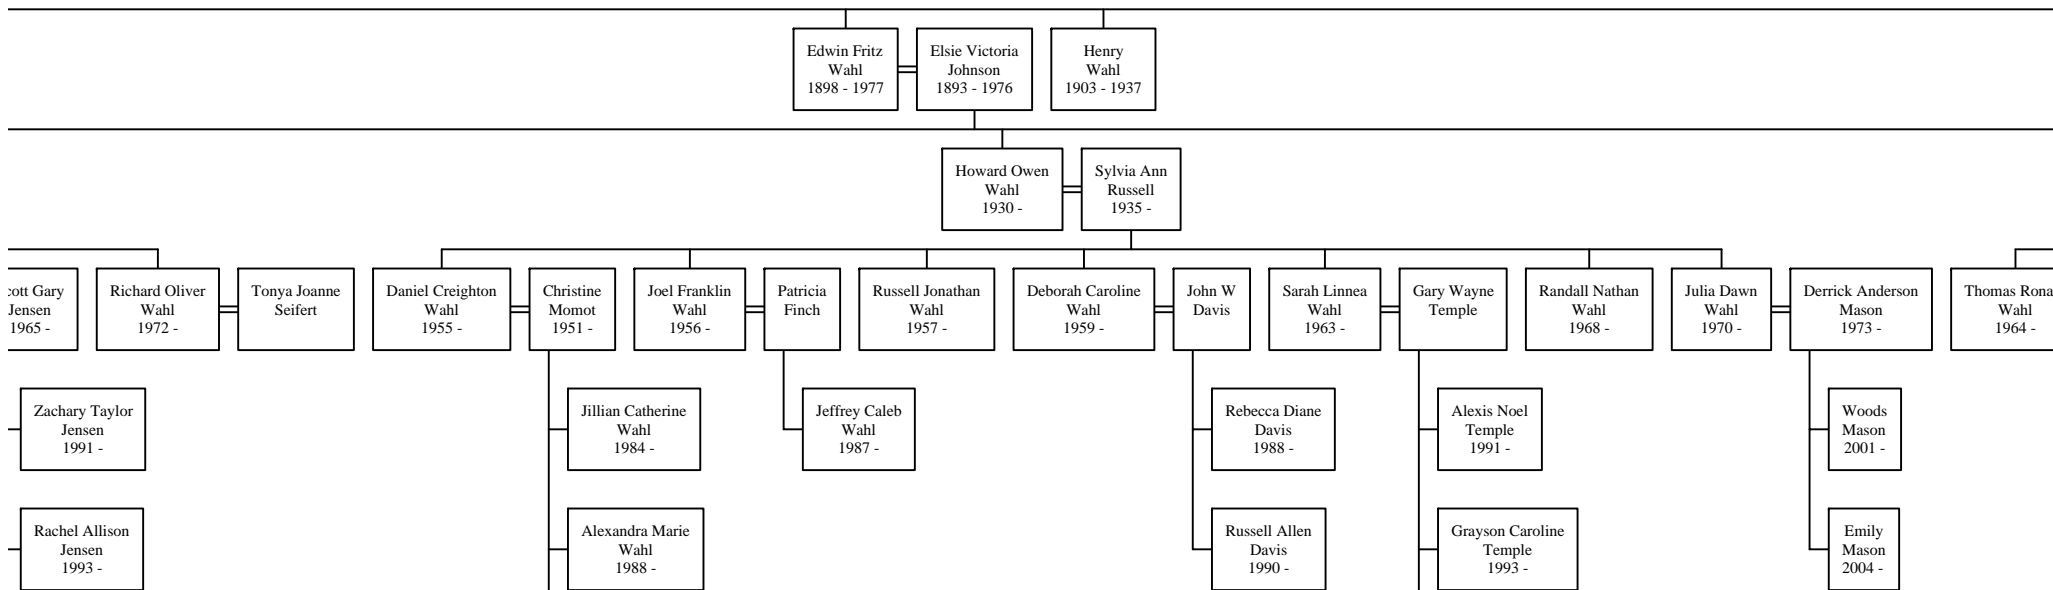 Edwin Fritz
Wahl
1898 - 1977
Elsie Victoria
Johnson
1893 - 1976
Henry
Wahl
1903 - 1937
Howard Owen
Wahl
1930 -
Sylvia Ann
Russell
1935 -
Gary
Jensen
1965 -
Richard Oliver
Wahl
1972 -
Tonya Joanne
Seifert
Daniel Creighton
Wahl
1955 -
Christine
Momot
1951 -
Joel Franklin
Wahl
1956 -
Patricia
Finch
Russell Jonathan
Wahl
1957 -
Deborah Caroline
Wahl
1959 -
John W
Davis
Sarah Linnea
Wahl
1963 -
Gary Wayne
Temple
Randall Nathan
Wahl
1968 -
Julia Dawn
Wahl
1970 -
Derrick Anderson
Mason
1973 -
Thomas
Wahl
1964 -
Zachary Taylor
Jensen
1991 -
Jillian Catherine
Wahl
1984 -
Jeffrey Caleb
Wahl
1987 -
Rebecca Diane
Davis
1988 -
Alexis Noel
Temple
1991 -
Woods
Mason
2001 -
Rachel Allison
Jensen
1993 -
Alexandra Marie
Wahl
1988 -
Russell Allen
Davis
1990 -
Grayson Caroline
Temple
1993 -
Emily
Mason
2004 -